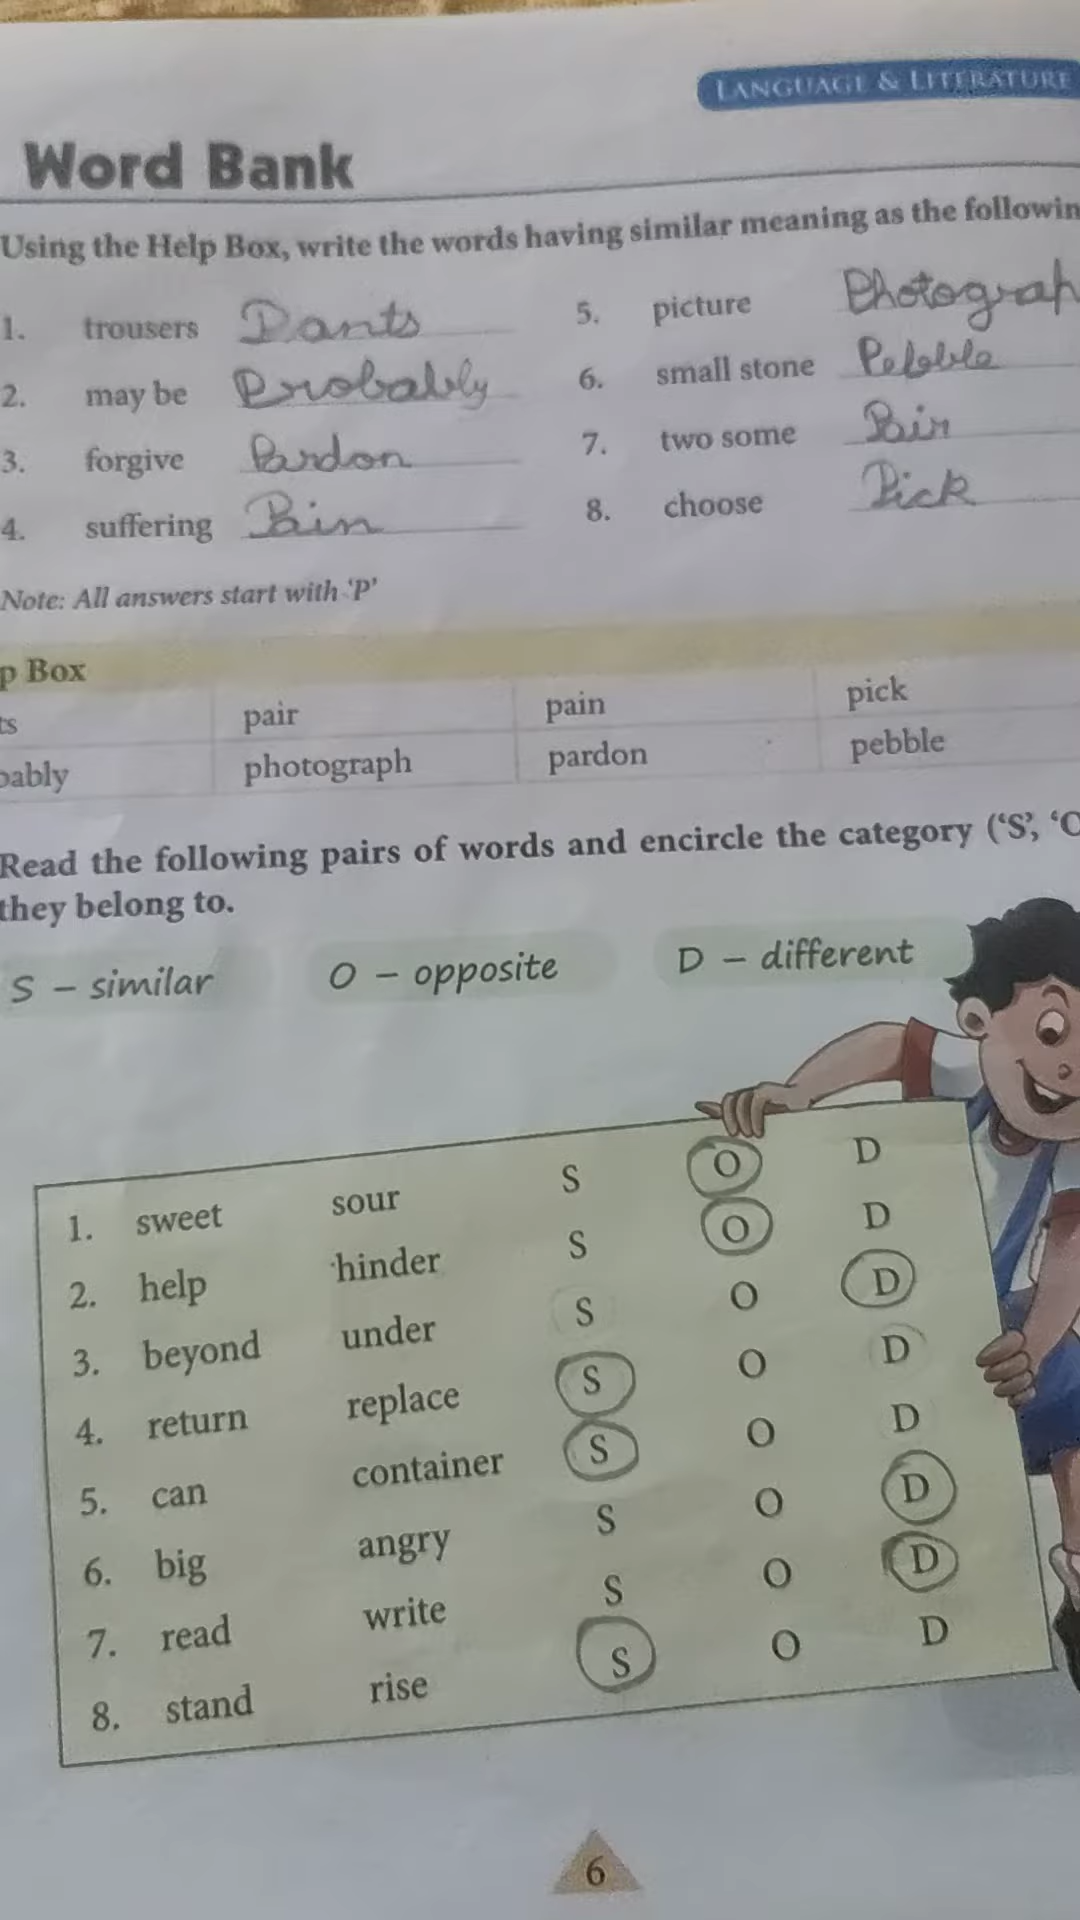 LANGUAGE & LITERATURE
Word Bank
Using the Help Box, write the words having similar meaning as the followin
1. trousers Pants 5. picture Photograph
2. may be Probably 6. small stone Pebble
3. forgive Pardon 7. two some Pair
4. suffering Pain 8. choose Pick
Note: All answers start with 'P'
p Box
ts pair pain pick
bably photograph pardon pebble
Read the following pairs of words and encircle the category ('S', 'O
they belong to.
S – similar O – opposite D – different
1. sweet sour S O D
2. help hinder S O D
3. beyond under S O D
4. return replace S O D
5. can container S O D
6. big angry S O D
7. read write S O D
8. stand rise S O D
6